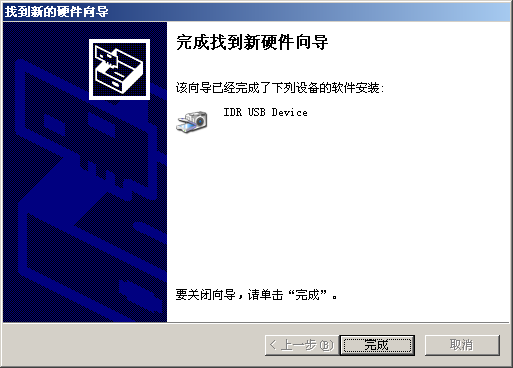 找到新的硬件向导
完成找到新硬件向导
该向导已经完成了下列设备的软件安装:
IDR USB Device
要关闭向导，请单击“完成”。
< 上一步(B)
完成
取消